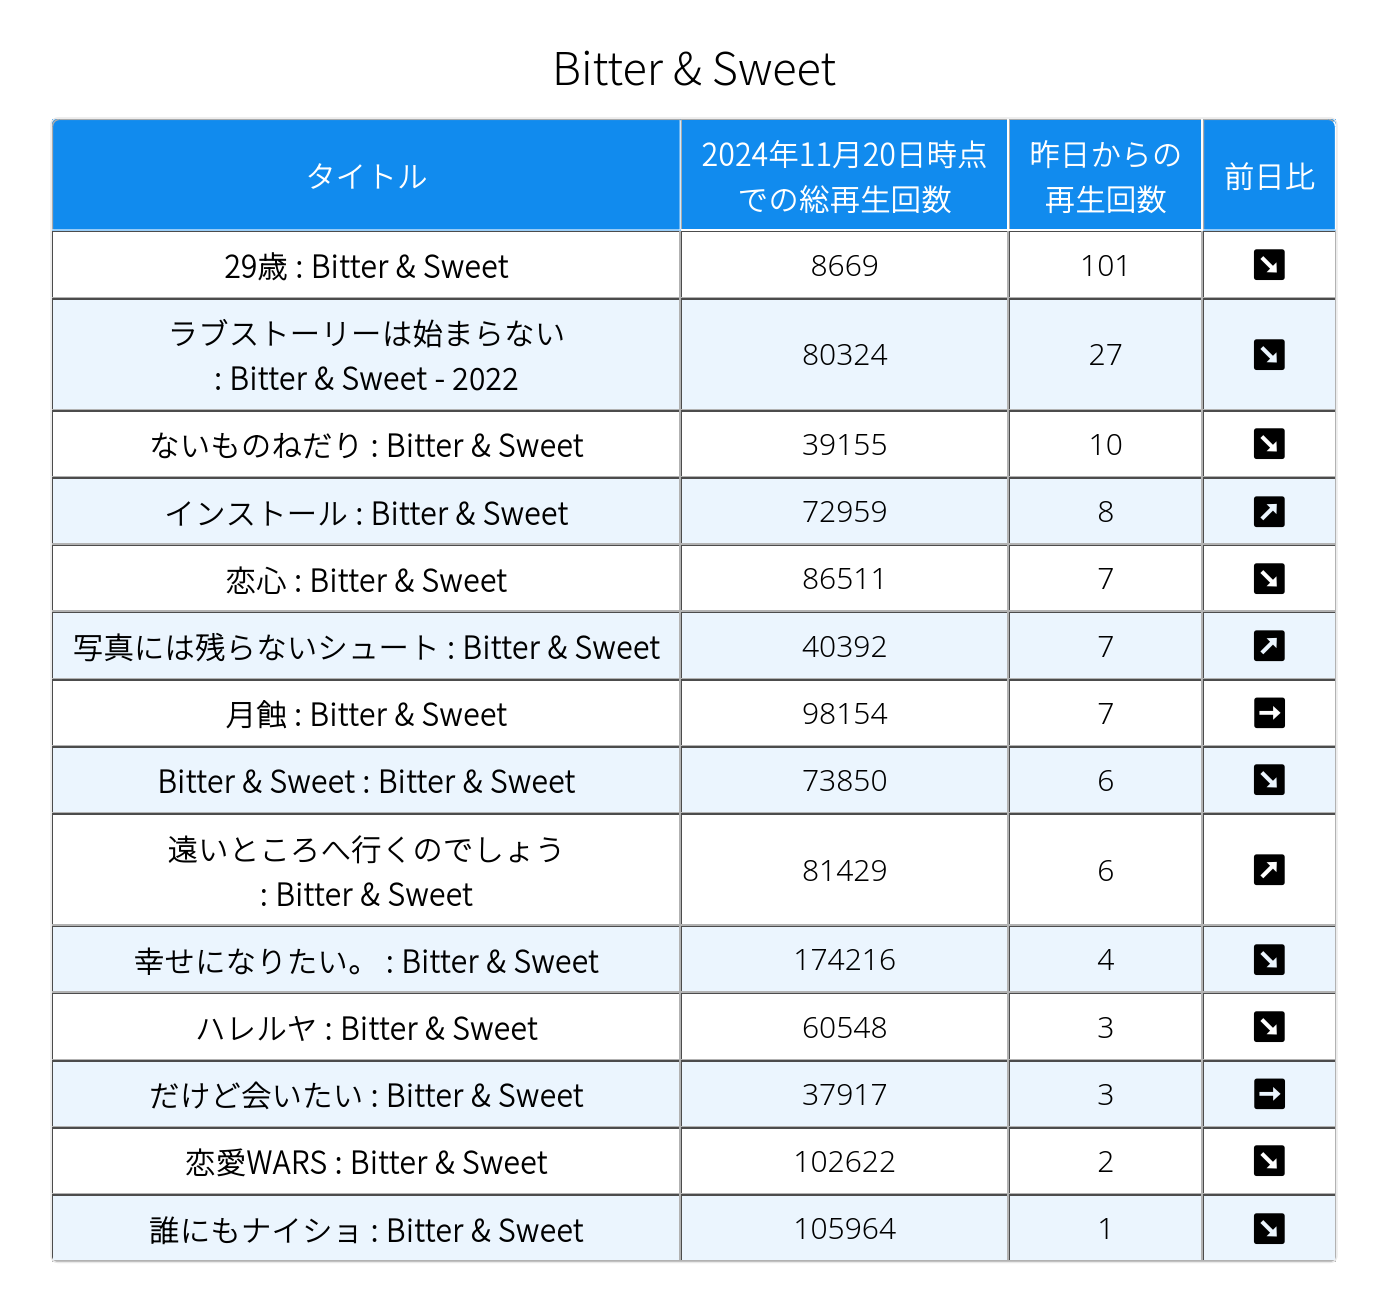 Bitter & Sweet
タイトル
2024年11月20日時点
での総再生回数
昨日からの
再生回数
前日比
29歳 : Bitter & Sweet
8669
101
↘
ラブストーリーは始まらない
: Bitter & Sweet - 2022
80324
27
↘
ないものねだり : Bitter & Sweet
39155
10
↘
インストール : Bitter & Sweet
72959
8
↗
恋心 : Bitter & Sweet
86511
7
↘
写真には残らないシュート : Bitter & Sweet
40392
7
↗
月蝕 : Bitter & Sweet
98154
7
→
Bitter & Sweet : Bitter & Sweet
73850
6
↘
遠いところへ行くのでしょう
: Bitter & Sweet
81429
6
↗
幸せになりたい。 : Bitter & Sweet
174216
4
↘
ハレルヤ : Bitter & Sweet
60548
3
↘
だけど会いたい : Bitter & Sweet
37917
3
→
恋愛WARS : Bitter & Sweet
102622
2
↘
誰にもナイショ : Bitter & Sweet
105964
1
↘